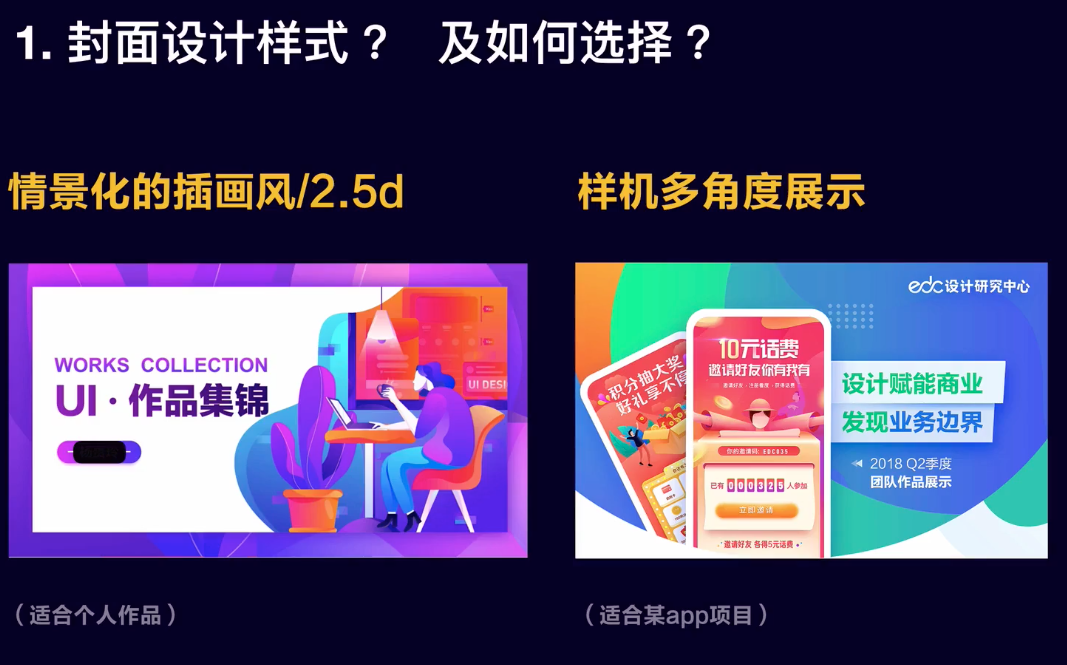 1. 封面设计样式？ 及如何选择？
情景化的插画风/2.5d
样机多角度展示
WORKS COLLECTION
UI · 作品集锦
UI DESI
（适合个人作品）
edc设计研究中心
积分抽大奖
好礼享不停
10元话费
邀请好友你有我有
你的邀请码: EDC035
已有 000325 人参加
立即邀请
邀请好友 各得5元话费
设计赋能商业
发现业务边界
2018 Q2季度
团队作品展示
（适合某app项目）